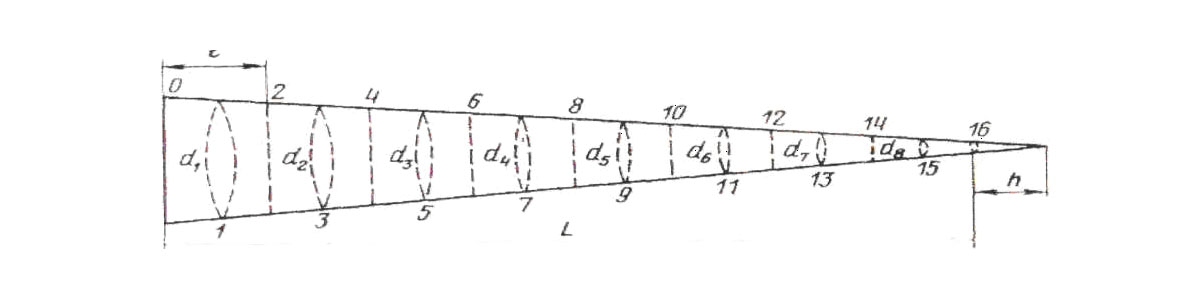 0 2 4 6 8 10 12 14 16
d₁ d₂ d₃ d₄ d₅ d₆ d₇ d₈
h
1 3 5 7 9 11 13 15
L